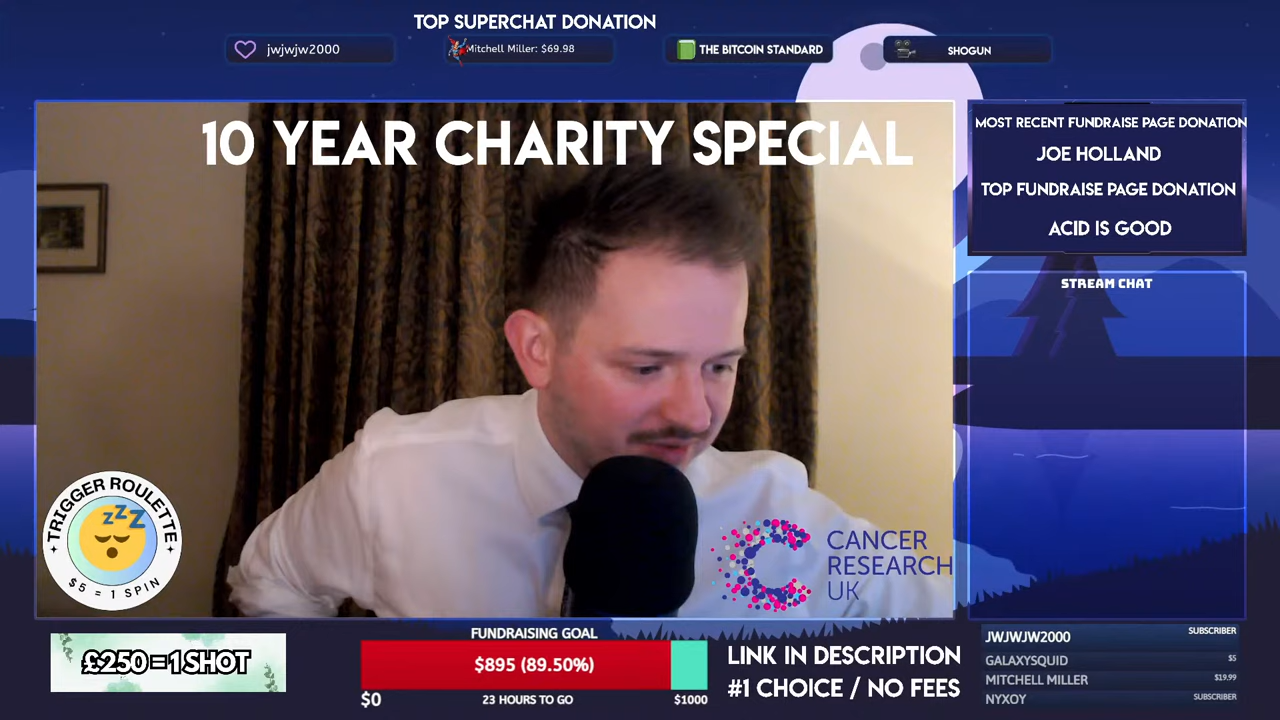 TOP SUPERCHAT DONATION
jwjwjw2000
Mitchell Miller: $69.98
THE BITCOIN STANDARD
SHOGUN
10 YEAR CHARITY SPECIAL
MOST RECENT FUNDRAISE PAGE DONATION
JOE HOLLAND
TOP FUNDRAISE PAGE DONATION
ACID IS GOOD
STREAM CHAT
TRIGGER ROULETTE
zzz
$5 = 1 SPIN
CANCER
RESEARCH
UK
£250 = 1 SHOT
FUNDRAISING GOAL
$895 (89.50%)
$0
23 HOURS TO GO
$1000
LINK IN DESCRIPTION
#1 CHOICE / NO FEES
JWJWJW2000 SUBSCRIBER
GALAXYSQUID $5
MITCHELL MILLER $19.99
NYXOY SUBSCRIBER